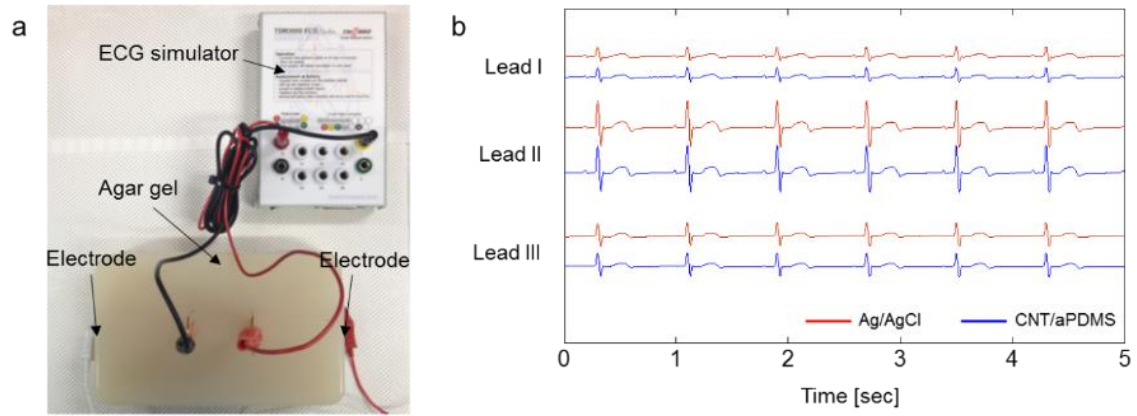 a
ECG simulator
Agar gel
Electrode
Electrode
b
Lead I
Lead II
Lead III
Ag/AgCl
CNT/aPDMS
0
1
2
3
4
5
Time [sec]